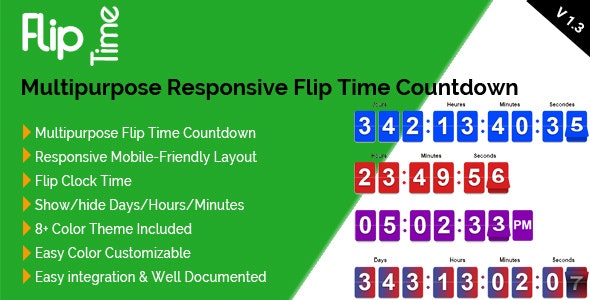 Flip
Time
V 1.3
Multipurpose Responsive Flip Time Countdown
Multipurpose Flip Time Countdown
Responsive Mobile-Friendly Layout
Flip Clock Time
Show/hide Days/Hours/Minutes
8+ Color Theme Included
Easy Color Customizable
Easy integration & Well Documented
Jours Heures Minutes Secondes
342:13:40:35
Hours Minutes Seconds
23:49:56
05:02:33 PM
Days Hours Minutes Seconds
343:13:02:07